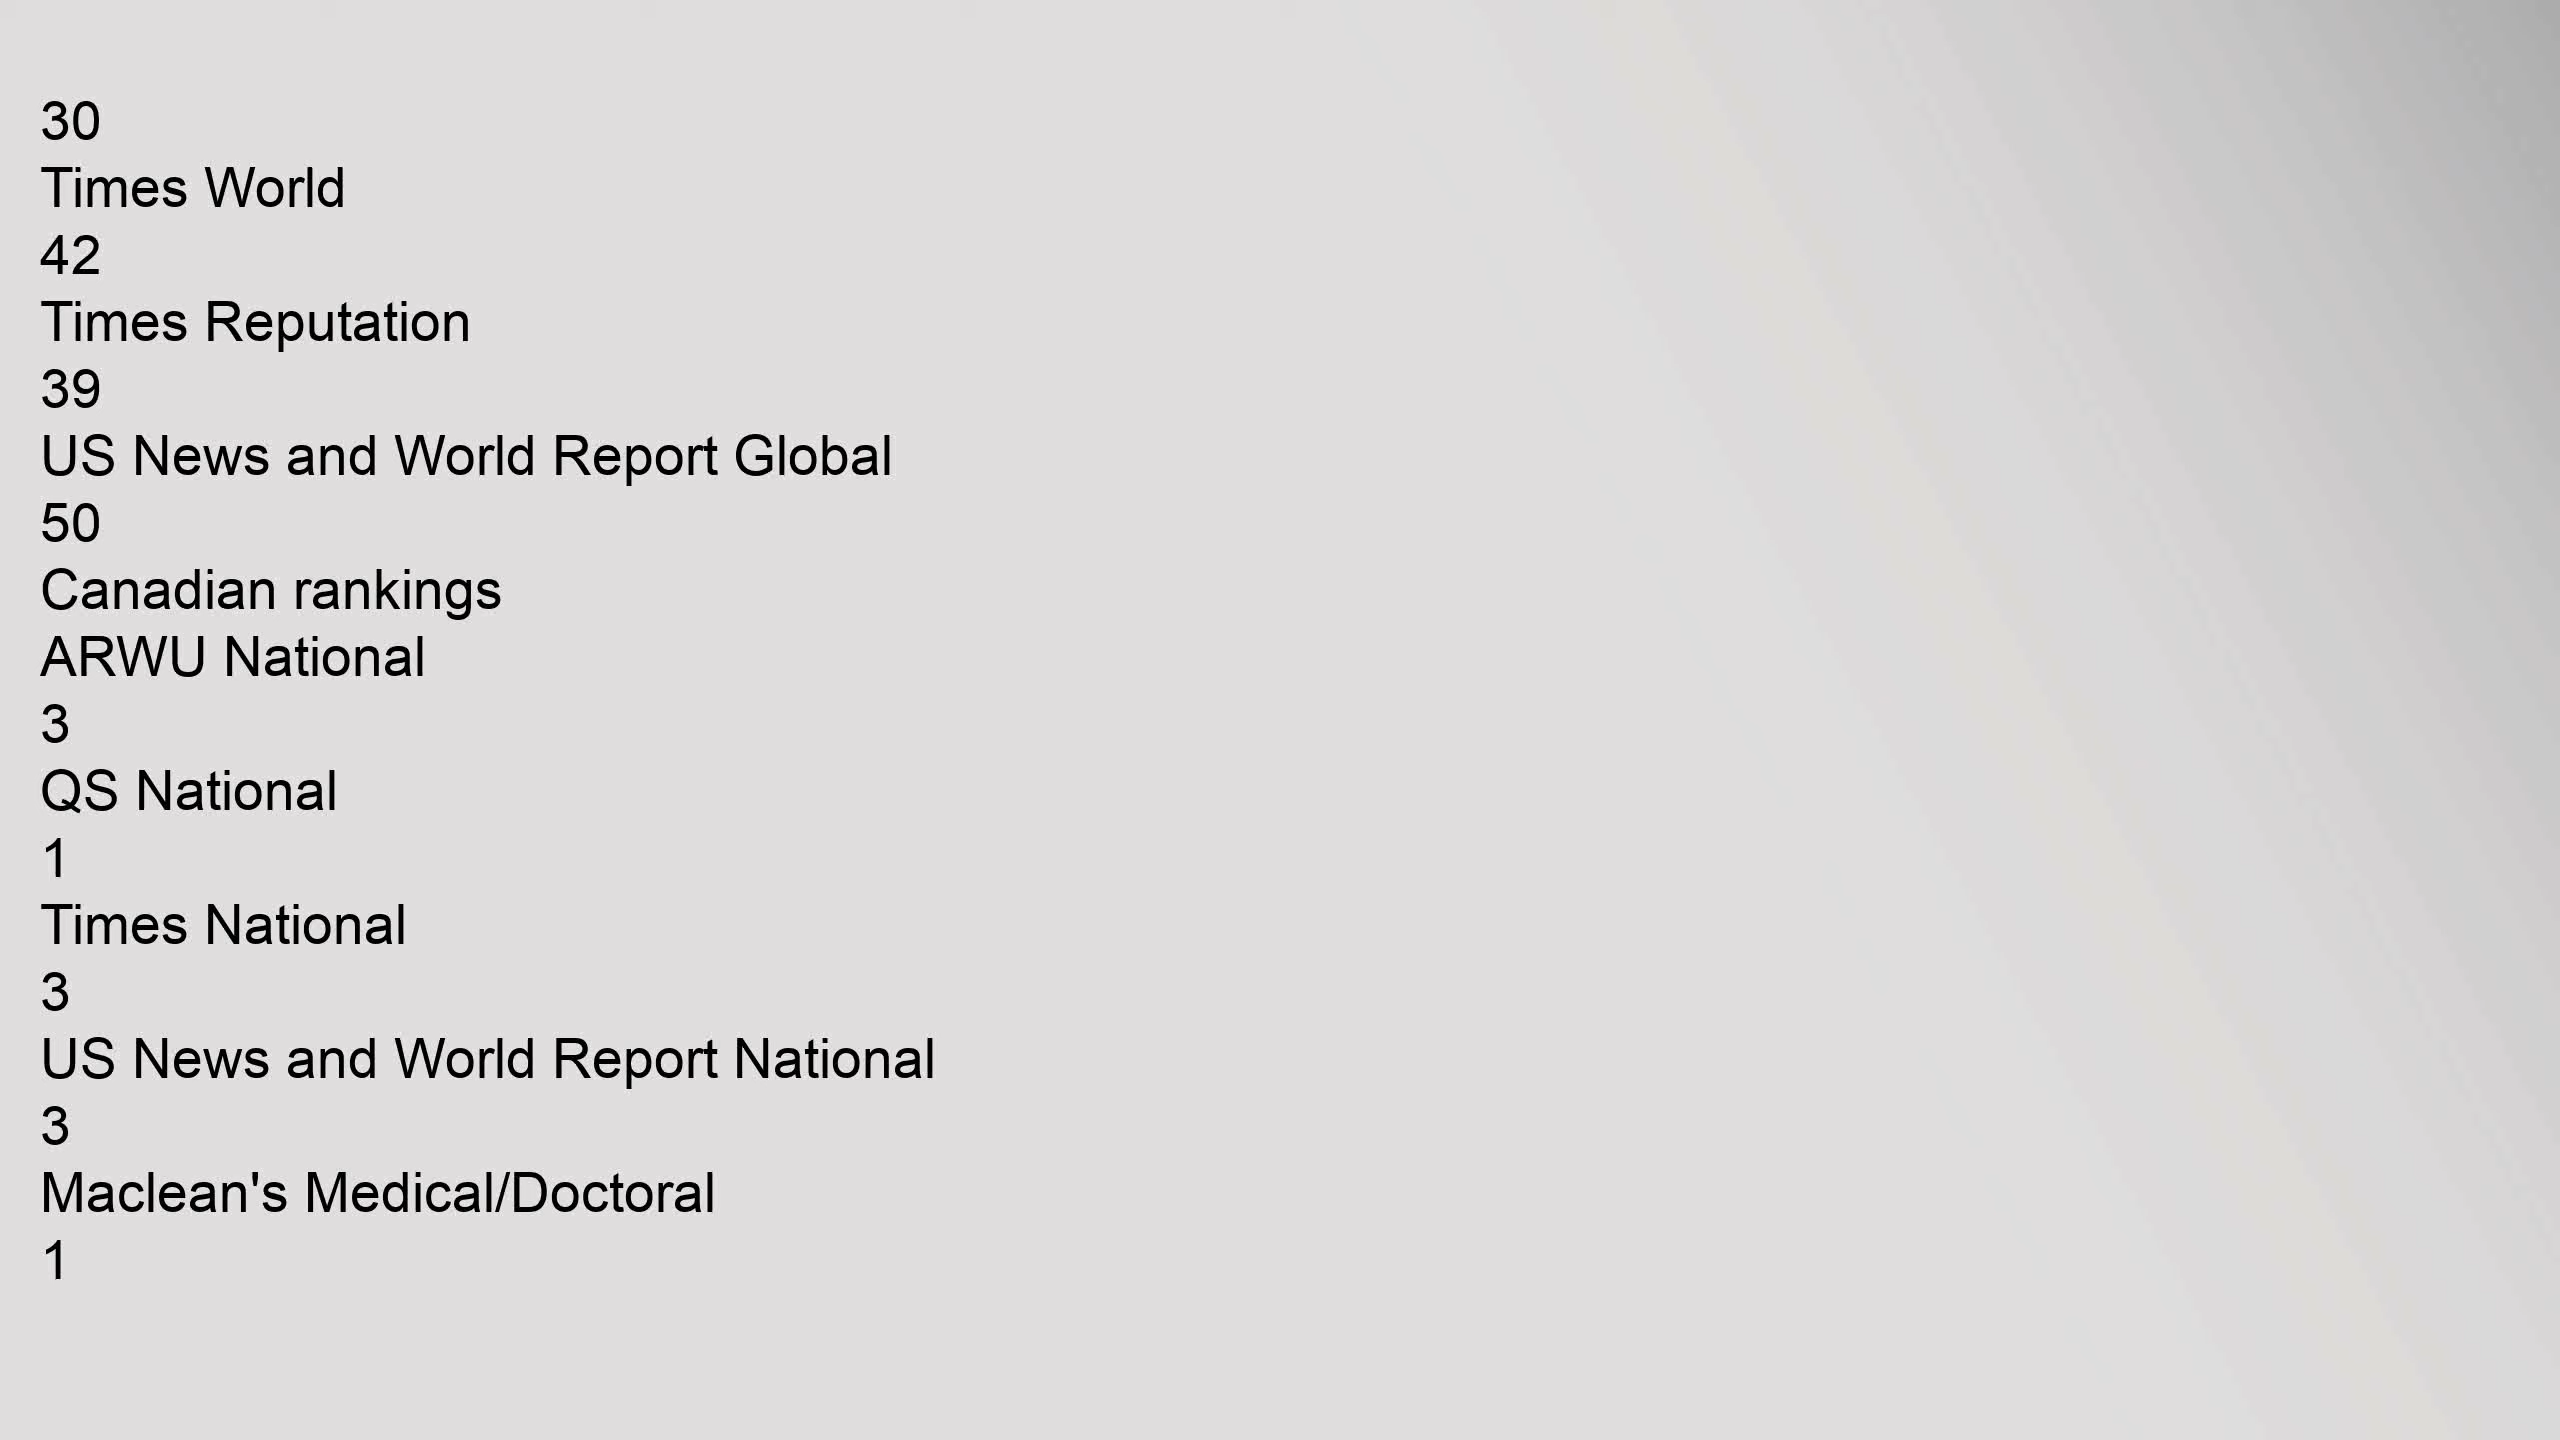 30
Times World
42
Times Reputation
39
US News and World Report Global
50
Canadian rankings
ARWU National
3
QS National
1
Times National
3
US News and World Report National
3
Maclean's Medical/Doctoral
1